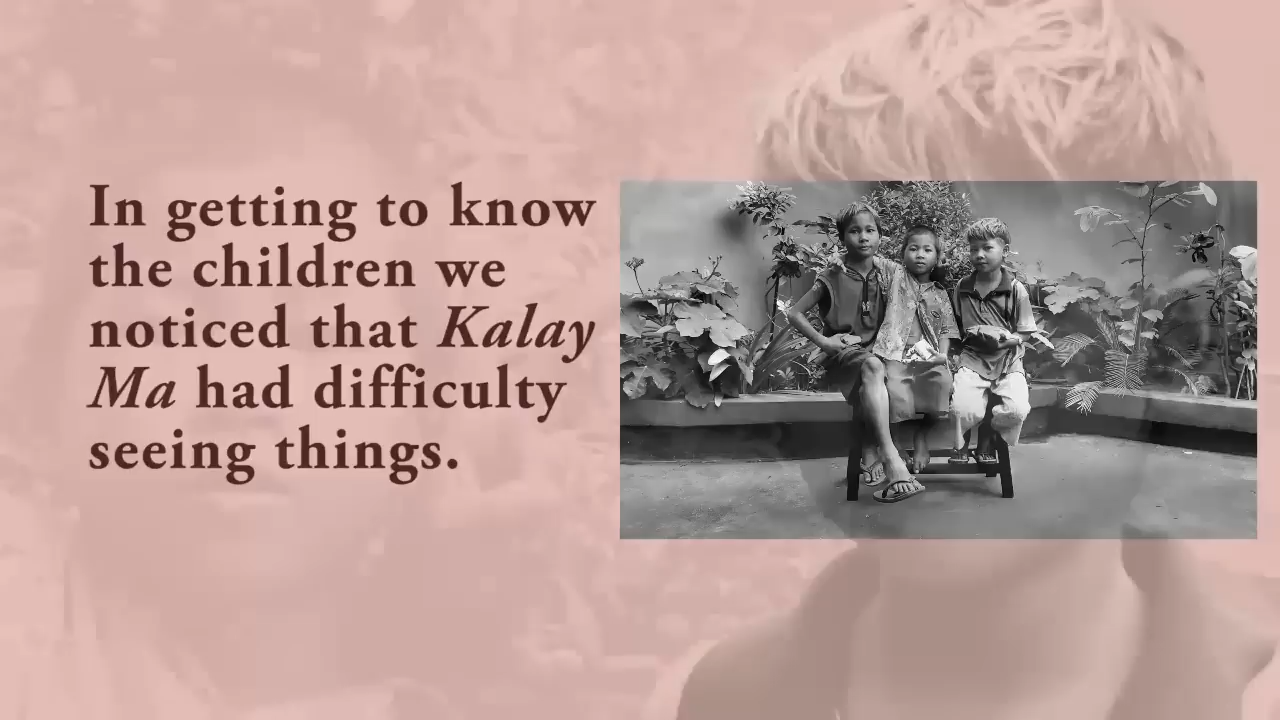 In getting to know
the children we
noticed that Kalay
Ma had difficulty
seeing things.